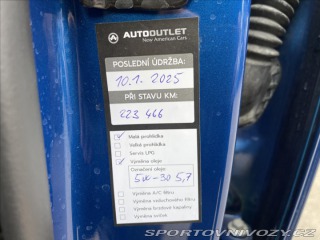 AUTOOUTLET
New American Cars
POSLEDNÍ ÚDRŽBA:
10.1. 2025
PŘI STAVU KM:
223 466
Malá prohlídka
Velká prohlídka
Servis LPG
Výměna oleje
Označení oleje:
5W-30 5,7
Výměna A/C filtru
Výměna vzduchového filtru
Výměna brzdové kapaliny
Výměna svíček
SPORTOVNIVOZY.CZ